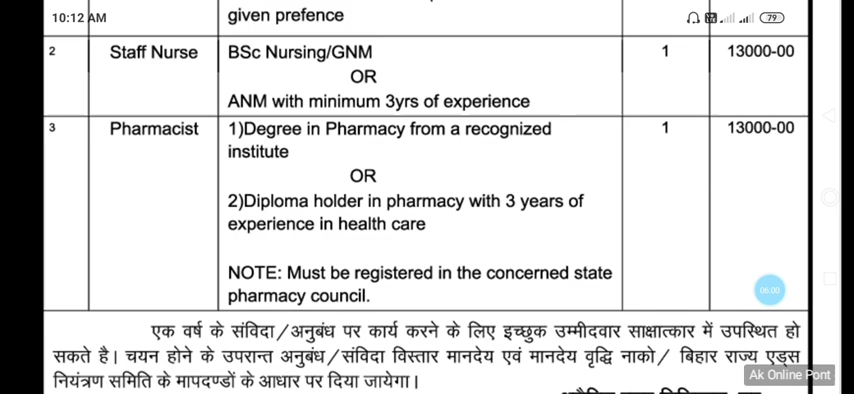 10:12 AM
79
given prefence
2 Staff Nurse BSc Nursing/GNM 1 13000-00
OR
ANM with minimum 3yrs of experience
3 Pharmacist 1)Degree in Pharmacy from a recognized 1 13000-00
institute
OR
2)Diploma holder in pharmacy with 3 years of
experience in health care
NOTE: Must be registered in the concerned state
pharmacy council.
06:00
एक वर्ष के संविदा/अनुबंध पर कार्य करने के लिए इच्छुक उम्मीदवार साक्षात्कार में उपस्थित हो
सकते है। चयन होने के उपरान्त अनुबंध/संविदा विस्तार मानदेय एवं मानदेय वृद्धि नाको/ बिहार राज्य एड्स
नियंत्रण समिति के मापदण्डों के आधार पर दिया जायेगा।
Ak Online Pont